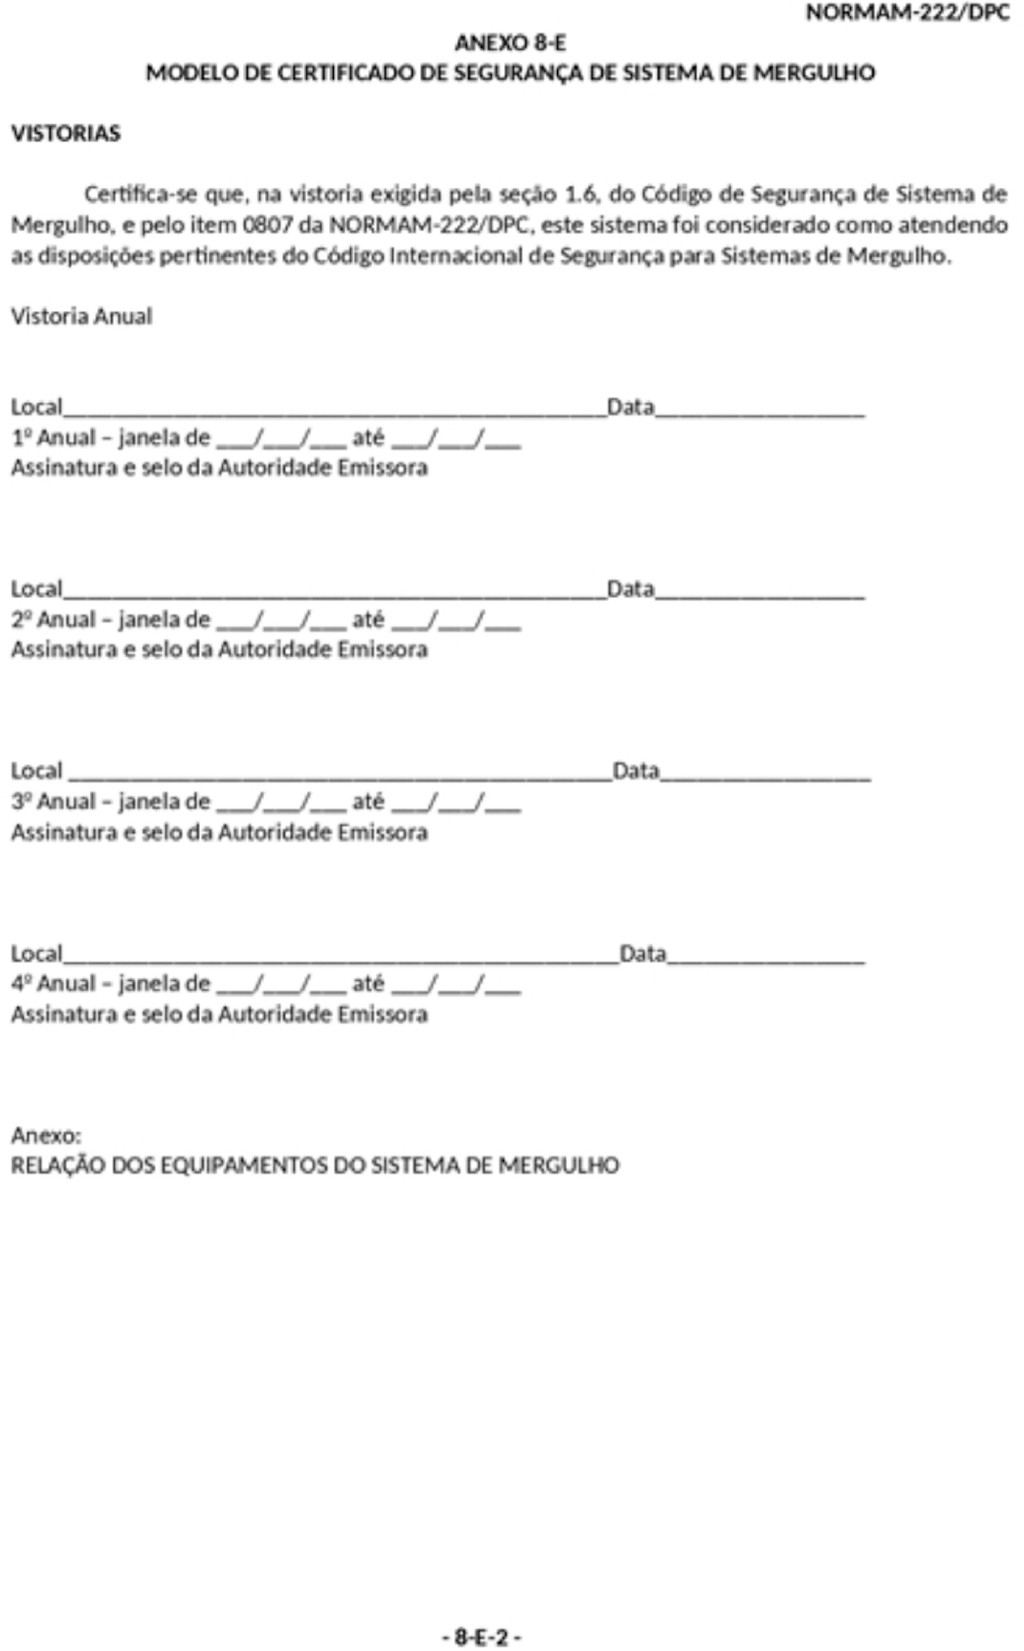 NORMAM-222/DPC
ANEXO 8-E
MODELO DE CERTIFICADO DE SEGURANÇA DE SISTEMA DE MERGULHO
VISTORIAS
Certifica-se que, na vistoria exigida pela seção 1.6, do Código de Segurança de Sistema de
Mergulho, e pelo item 0807 da NORMAM-222/DPC, este sistema foi considerado como atendendo
as disposições pertinentes do Código Internacional de Segurança para Sistemas de Mergulho.
Vistoria Anual
Local_____________________________________________Data_________________
1º Anual – janela de ___/___/___ até ___/___/___
Assinatura e selo da Autoridade Emissora
Local_____________________________________________Data_________________
2º Anual – janela de ___/___/___ até ___/___/___
Assinatura e selo da Autoridade Emissora
Local _____________________________________________Data_________________
3º Anual – janela de ___/___/___ até ___/___/___
Assinatura e selo da Autoridade Emissora
Local______________________________________________Data________________
4º Anual – janela de ___/___/___ até ___/___/___
Assinatura e selo da Autoridade Emissora
Anexo:
RELAÇÃO DOS EQUIPAMENTOS DO SISTEMA DE MERGULHO
- 8-E-2 -